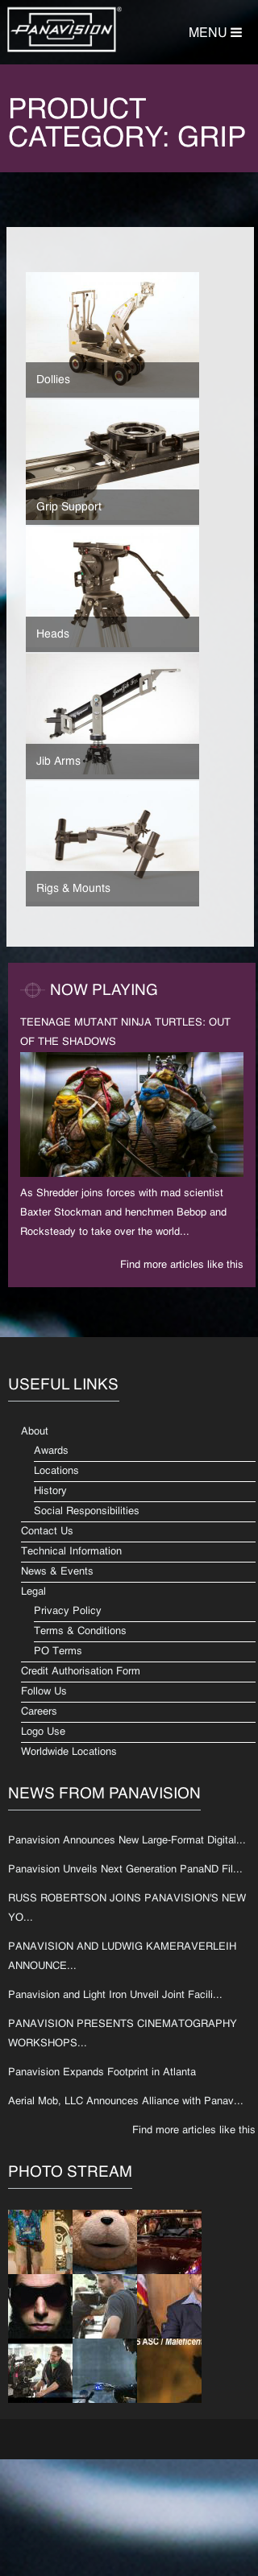 PANAVISION®
MENU
PRODUCT
CATEGORY: GRIP
Dollies
Grip Support
Heads
Jib Arms
Rigs & Mounts
NOW PLAYING
TEENAGE MUTANT NINJA TURTLES: OUT
OF THE SHADOWS
As Shredder joins forces with mad scientist
Baxter Stockman and henchmen Bebop and
Rocksteady to take over the world...
Find more articles like this
USEFUL LINKS
About
Awards
Locations
History
Social Responsibilities
Contact Us
Technical Information
News & Events
Legal
Privacy Policy
Terms & Conditions
PO Terms
Credit Authorisation Form
Follow Us
Careers
Logo Use
Worldwide Locations
NEWS FROM PANAVISION
Panavision Announces New Large-Format Digital...
Panavision Unveils Next Generation PanaND Fil...
RUSS ROBERTSON JOINS PANAVISION'S NEW
YO...
PANAVISION AND LUDWIG KAMERAVERLEIH
ANNOUNCE...
Panavision and Light Iron Unveil Joint Facili...
PANAVISION PRESENTS CINEMATOGRAPHY
WORKSHOPS...
Panavision Expands Footprint in Atlanta
Aerial Mob, LLC Announces Alliance with Panav...
Find more articles like this
PHOTO STREAM
s ASC / Maleficent